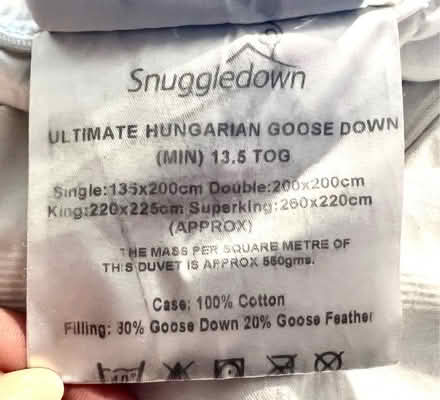 Snuggledown
ULTIMATE HUNGARIAN GOOSE DOWN
(MIN) 13.5 TOG
Single:135x200cm Double:200x200cm
King:220x225cm Superking:260x220cm
(APPROX)
THE MASS PER SQUARE METRE OF
THIS DUVET IS APPROX 550gms.
Case: 100% Cotton
Filling: 80% Goose Down 20% Goose Feather
40°